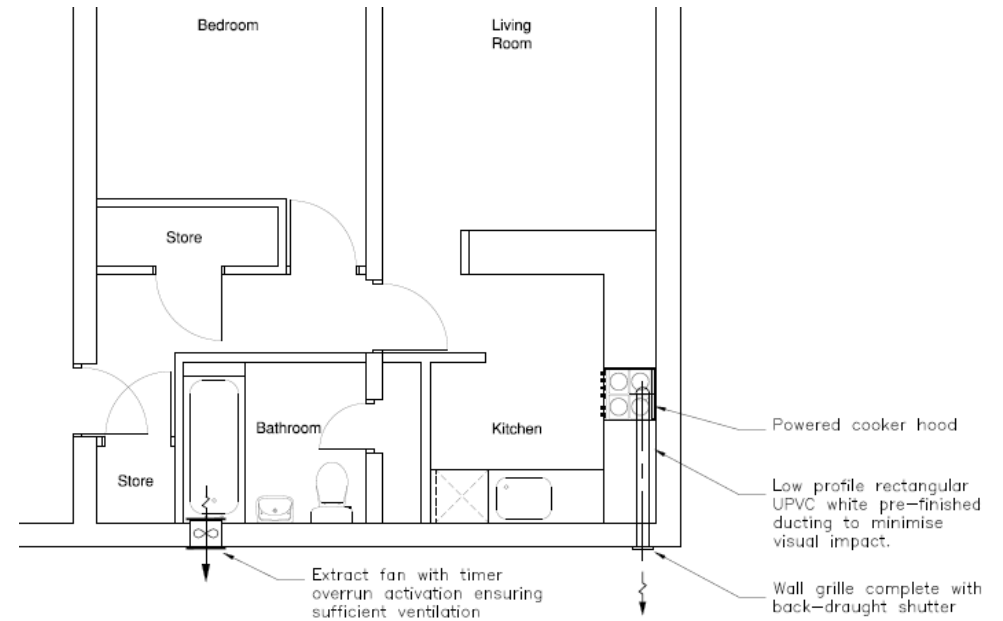 Bedroom
Living
Room
Store
Bathroom
Kitchen
Store
Powered cooker hood
Low profile rectangular
UPVC white pre-finished
ducting to minimise
visual impact.
Extract fan with timer
overrun activation ensuring
sufficient ventilation
Wall grille complete with
back-draught shutter